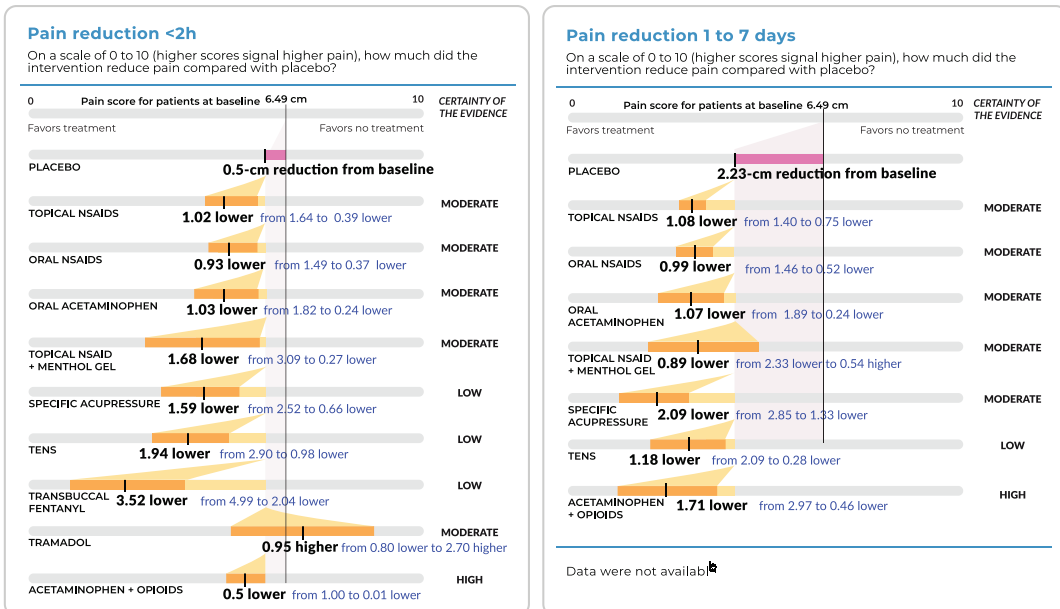 Pain reduction <2h
On a scale of 0 to 10 (higher scores signal higher pain), how much did the
intervention reduce pain compared with placebo?
0 Pain score for patients at baseline 6.49 cm 10 CERTAINTY OF
THE EVIDENCE
Favors treatment Favors no treatment
PLACEBO
0.5-cm reduction from baseline
TOPICAL NSAIDS 1.02 lower from 1.64 to 0.39 lower MODERATE
ORAL NSAIDS 0.93 lower from 1.49 to 0.37 lower MODERATE
ORAL ACETAMINOPHEN 1.03 lower from 1.82 to 0.24 lower MODERATE
TOPICAL NSAID
+ MENTHOL GEL 1.68 lower from 3.09 to 0.27 lower MODERATE
SPECIFIC ACUPRESSURE 1.59 lower from 2.52 to 0.66 lower LOW
TENS 1.94 lower from 2.90 to 0.98 lower LOW
TRANSBUCCAL
FENTANYL 3.52 lower from 4.99 to 2.04 lower LOW
TRAMADOL 0.95 higher from 0.80 lower to 2.70 higher MODERATE
ACETAMINOPHEN + OPIOIDS 0.5 lower from 1.00 to 0.01 lower HIGH
Pain reduction 1 to 7 days
On a scale of 0 to 10 (higher scores signal higher pain), how much did the
intervention reduce pain compared with placebo?
0 Pain score for patients at baseline 6.49 cm 10 CERTAINTY OF
THE EVIDENCE
Favors treatment Favors no treatment
PLACEBO
2.23-cm reduction from baseline
TOPICAL NSAIDS 1.08 lower from 1.40 to 0.75 lower MODERATE
ORAL NSAIDS 0.99 lower from 1.46 to 0.52 lower MODERATE
ORAL
ACETAMINOPHEN 1.07 lower from 1.89 to 0.24 lower MODERATE
TOPICAL NSAID
+ MENTHOL GEL 0.89 lower from 2.33 lower to 0.54 higher MODERATE
SPECIFIC
ACUPRESSURE 2.09 lower from 2.85 to 1.33 lower MODERATE
TENS 1.18 lower from 2.09 to 0.28 lower LOW
ACETAMINOPHEN
+ OPIOIDS 1.71 lower from 2.97 to 0.46 lower HIGH
Data were not availabl